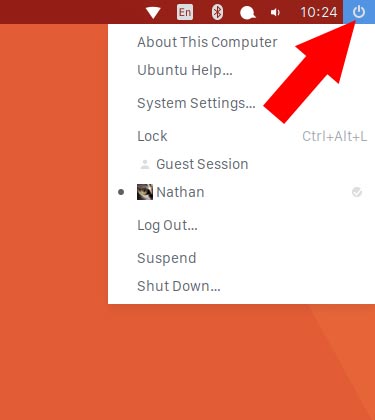 En 10:24
About This Computer
Ubuntu Help...
System Settings...
Lock Ctrl+Alt+L
Guest Session
Nathan
Log Out...
Suspend
Shut Down...